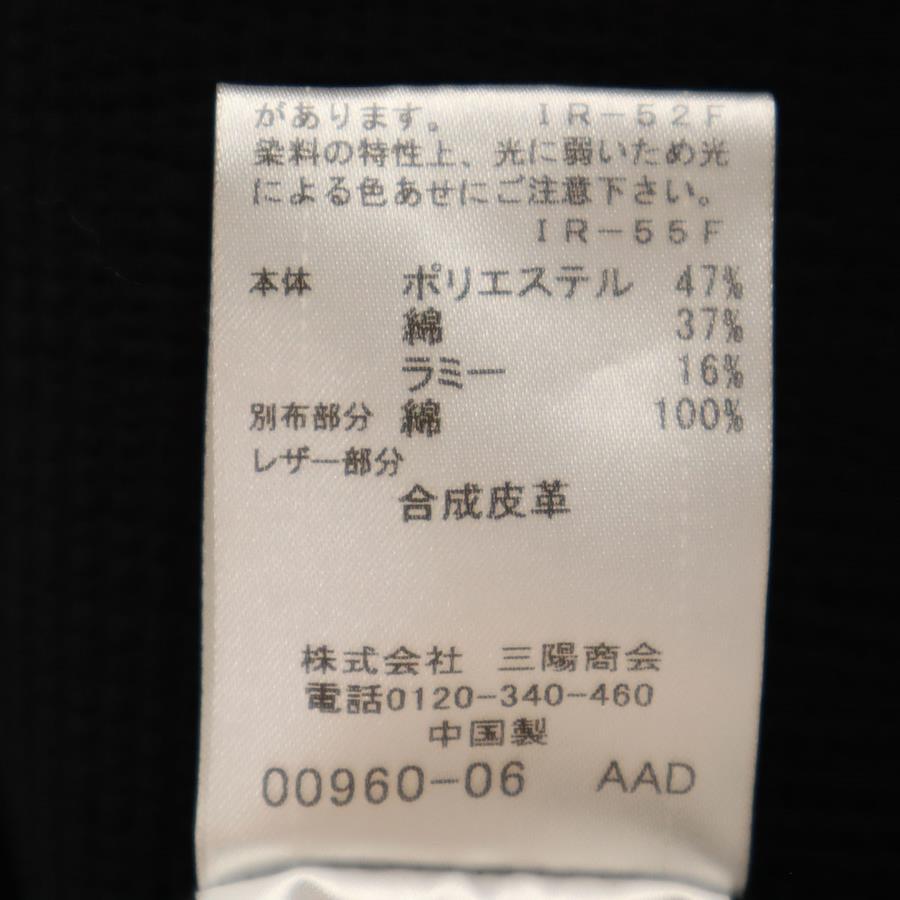 があります。　ＩＲ－５２Ｆ
染料の特性上、光に弱いため光
による色あせにご注意下さい。
ＩＲ－５５Ｆ
本体　ポリエステル　47%
綿　37%
ラミー　16%
別布部分　綿　100%
レザー部分
合成皮革
株式会社　三陽商会
電話0120-340-460
中国製
00960-06　AAD